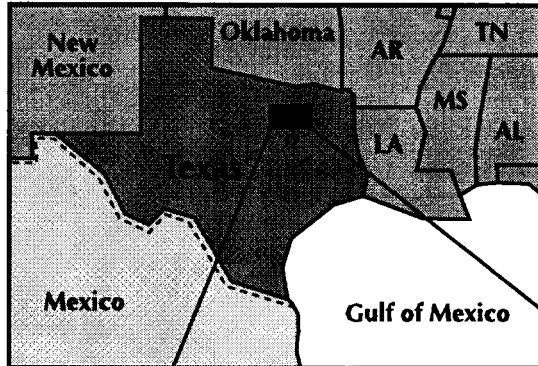 New
Mexico
Oklahoma
AR
TN
MS
LA
AL
Texas
Mexico
Gulf of Mexico